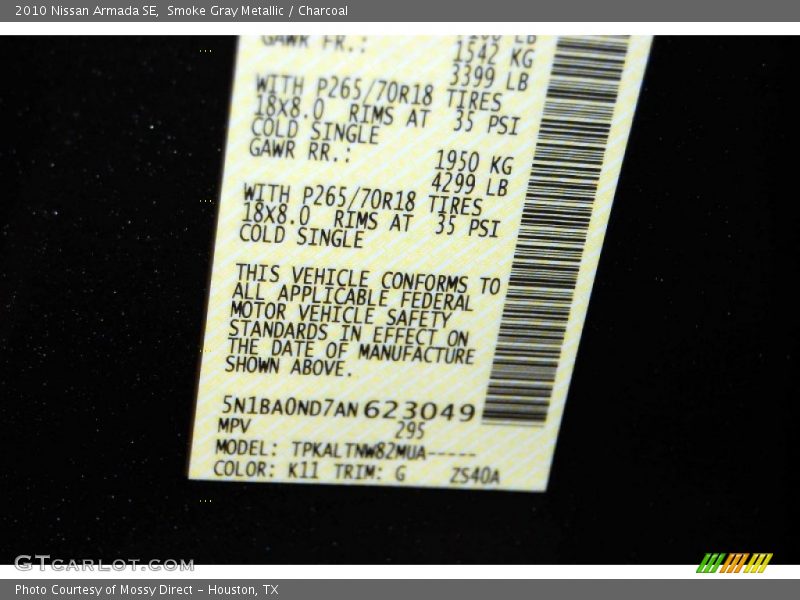 2010 Nissan Armada SE,  Smoke Gray Metallic / Charcoal
GAWR FR.:
1542 KG
3399 LB
WITH P265/70R18 TIRES
18X8.0 RIMS AT 35 PSI
COLD SINGLE
GAWR RR.: 1950 KG
4299 LB
WITH P265/70R18 TIRES
18X8.0 RIMS AT 35 PSI
COLD SINGLE
THIS VEHICLE CONFORMS TO
ALL APPLICABLE FEDERAL
MOTOR VEHICLE SAFETY
STANDARDS IN EFFECT ON
THE DATE OF MANUFACTURE
SHOWN ABOVE.
5N1BA0ND7AN623049
MPV 295
MODEL: TPKALTNW82MUA-----
COLOR: K11 TRIM: G ZS40A
GTcarlot.com
Photo Courtesy of Mossy Direct – Houston, TX